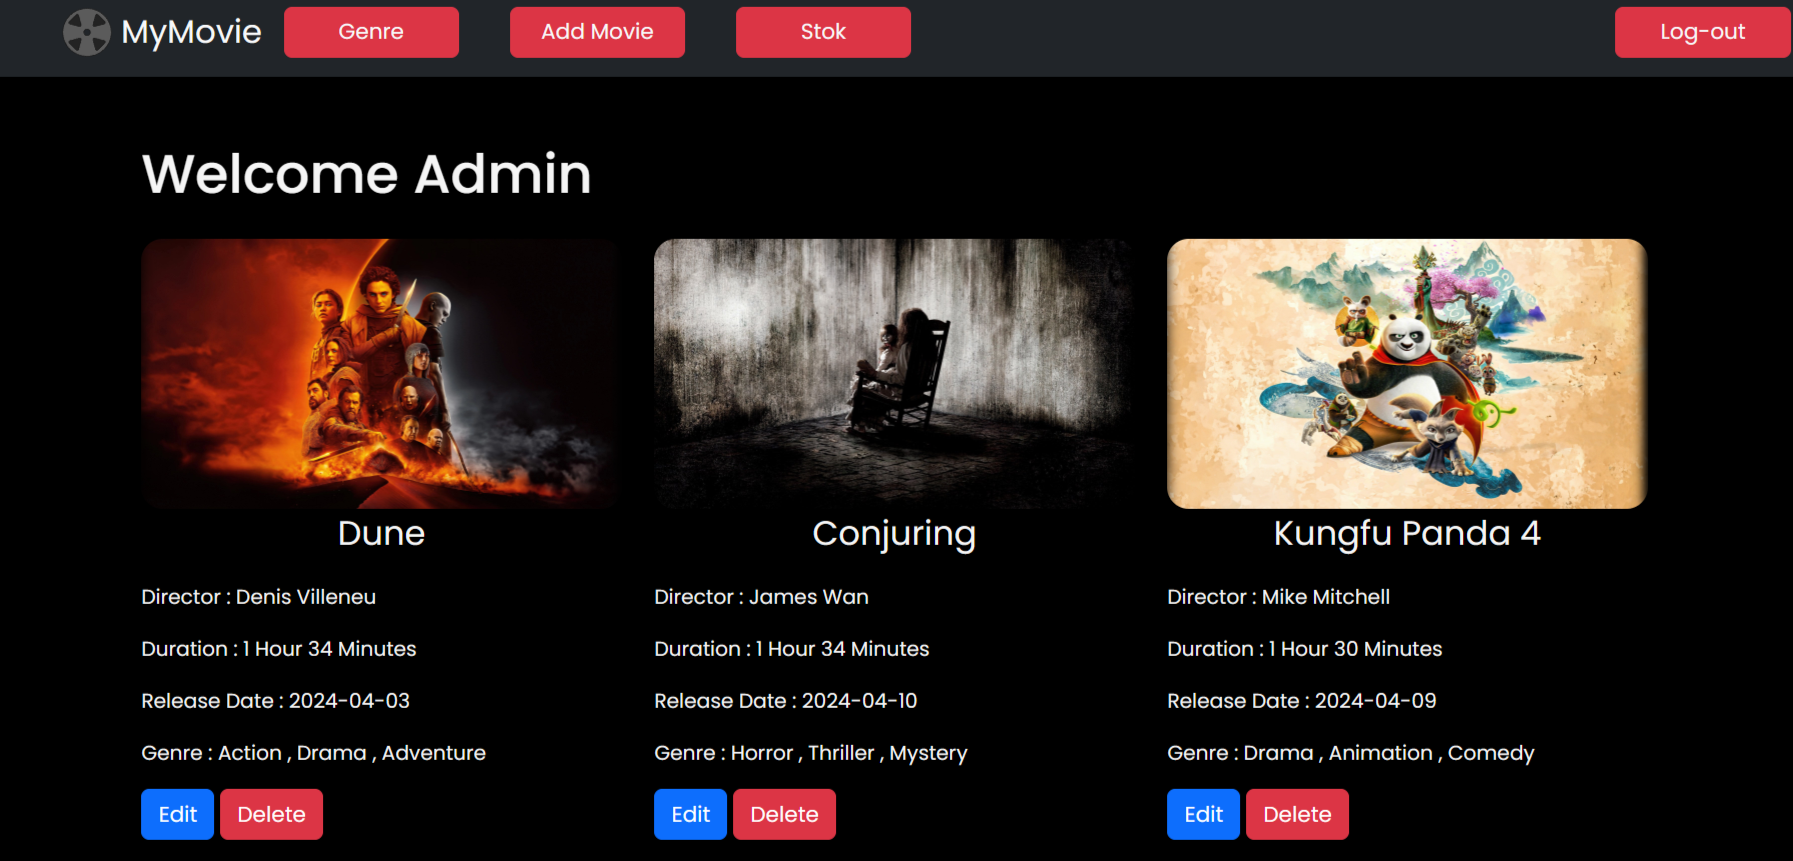 MyMovie Genre Add Movie Stok Log-out
Welcome Admin
Dune
Director : Denis Villeneu
Duration : 1 Hour 34 Minutes
Release Date : 2024-04-03
Genre : Action , Drama , Adventure
Edit Delete
Conjuring
Director : James Wan
Duration : 1 Hour 34 Minutes
Release Date : 2024-04-10
Genre : Horror , Thriller , Mystery
Edit Delete
Kungfu Panda 4
Director : Mike Mitchell
Duration : 1 Hour 30 Minutes
Release Date : 2024-04-09
Genre : Drama , Animation , Comedy
Edit Delete